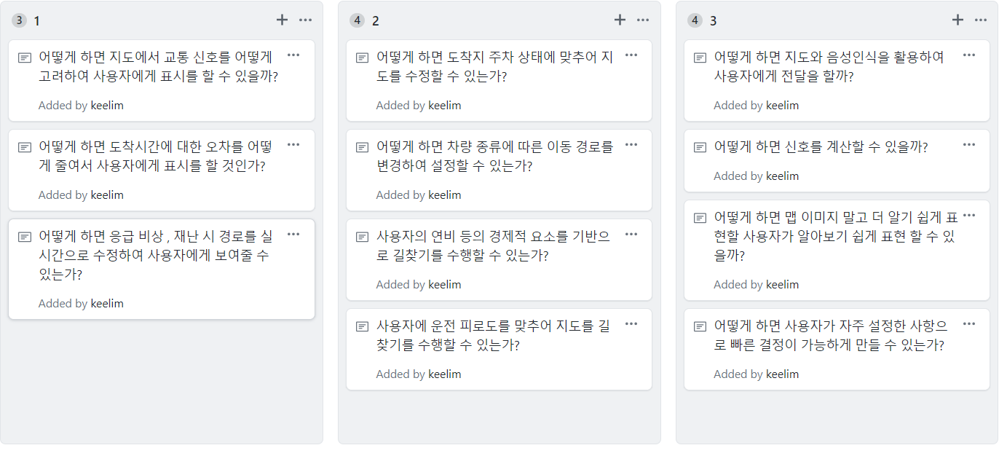 3 1
어떻게 하면 지도에서 교통 신호를 어떻게
고려하여 사용자에게 표시를 할 수 있을까?
Added by keelim
어떻게 하면 도착시간에 대한 오차를 어떻
게 줄여서 사용자에게 표시를 할 것인가?
Added by keelim
어떻게 하면 응급 비상 , 재난 시 경로를 실
시간으로 수정하여 사용자에게 보여줄 수
있는가?
Added by keelim
4 2
어떻게 하면 도착지 주차 상태에 맞추어 지
도를 수정할 수 있는가?
Added by keelim
어떻게 하면 차량 종류에 따른 이동 경로를
변경하여 설정할 수 있는가?
Added by keelim
사용자의 연비 등의 경제적 요소를 기반으
로 길찾기를 수행할 수 있는가?
Added by keelim
사용자에 운전 피로도를 맞추어 지도를 길
찾기를 수행할 수 있는가?
Added by keelim
4 3
어떻게 하면 지도와 음성인식을 활용하여
사용자에게 전달을 할까?
Added by keelim
어떻게 하면 신호를 계산할 수 있을까?
Added by keelim
어떻게 하면 맵 이미지 말고 더 알기 쉽게 표
현할 사용자가 알아보기 쉽게 표현 할 수 있
을까?
Added by keelim
어떻게 하면 사용자가 자주 설정한 사항으
로 빠른 결정이 가능하게 만들 수 있는가?
Added by keelim